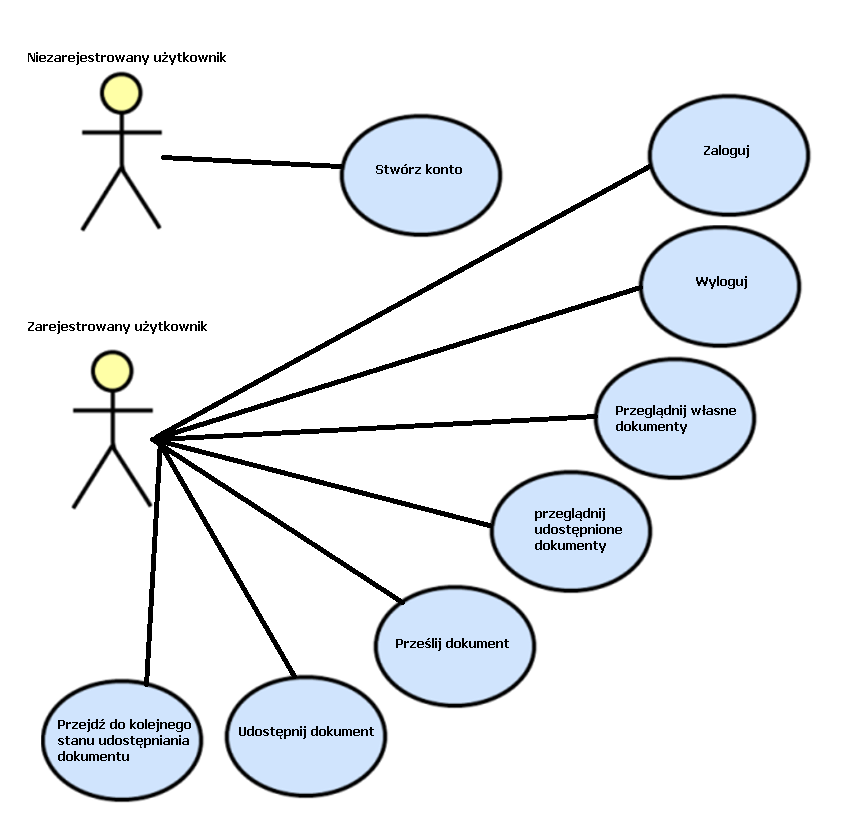 Niezarejestrowany użytkownik
Stwórz konto
Zaloguj
Wyloguj
Zarejestrowany użytkownik
Przeglądnij własne
dokumenty
przeglądnij
udostępnione
dokumenty
Prześlij dokument
Udostępnij dokument
Przejdź do kolejnego
stanu udostępniania
dokumentu